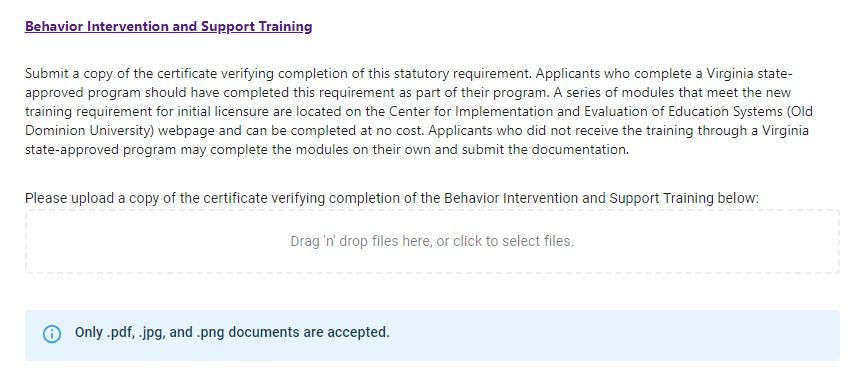 Behavior Intervention and Support Training
Submit a copy of the certificate verifying completion of this statutory requirement. Applicants who complete a Virginia state-
approved program should have completed this requirement as part of their program. A series of modules that meet the new
training requirement for initial licensure are located on the Center for Implementation and Evaluation of Education Systems (Old
Dominion University) webpage and can be completed at no cost. Applicants who did not receive the training through a Virginia
state-approved program may complete the modules on their own and submit the documentation.
Please upload a copy of the certificate verifying completion of the Behavior Intervention and Support Training below:
Drag 'n' drop files here, or click to select files.
Only .pdf, .jpg, and .png documents are accepted.